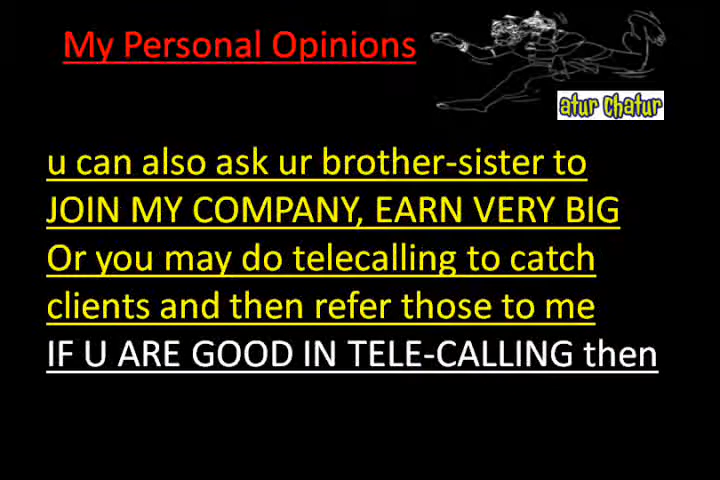 My Personal Opinions
atur chatur
u can also ask ur brother-sister to
JOIN MY COMPANY, EARN VERY BIG
Or you may do telecalling to catch
clients and then refer those to me
IF U ARE GOOD IN TELE-CALLING then